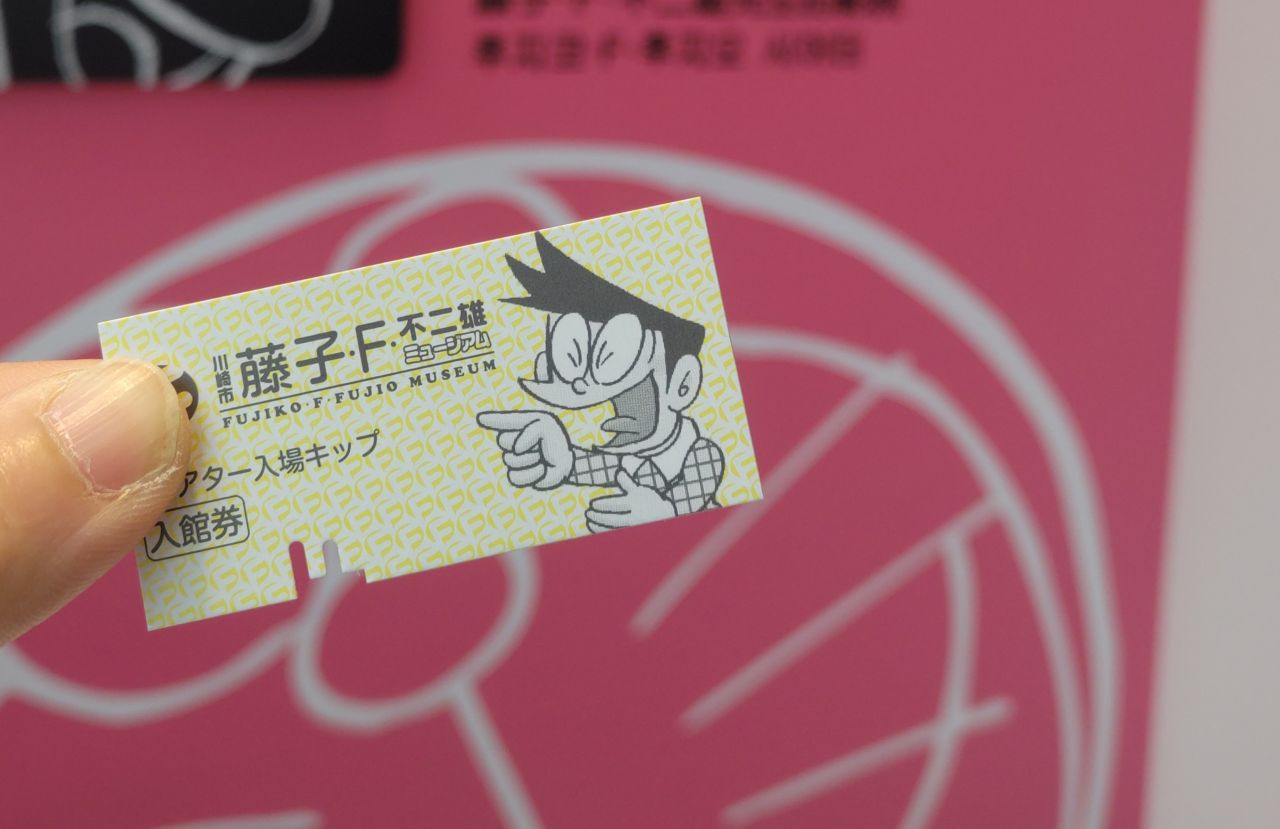 川崎市
藤子・F・不二雄
ミュージアム
FUJIKO・F・FUJIO MUSEUM
アター入場キップ
入館券